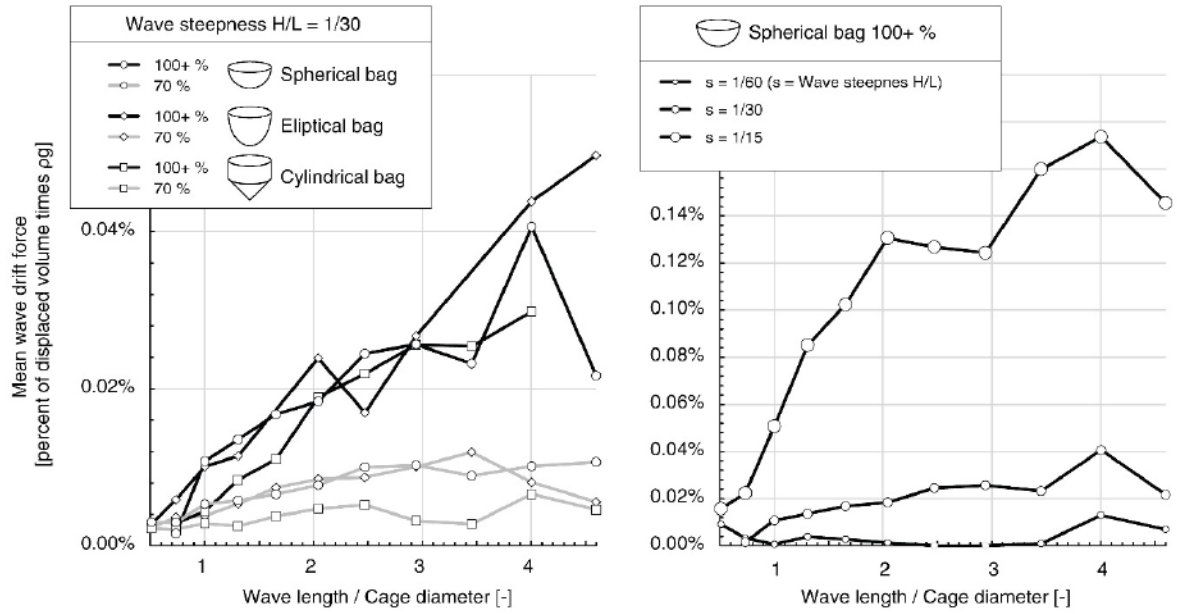 Wave steepness H/L = 1/30
100+ %
70 %
Spherical bag
100+ %
70 %
Eliptical bag
100+ %
70 %
Cylindrical bag
Mean wave drift force
[percent of displaced volume times ρg]
0.04%
0.02%
0.00%
1 2 3 4
Wave length / Cage diameter [-]
Spherical bag 100+ %
s = 1/60 (s = Wave steepnes H/L)
s = 1/30
s = 1/15
0.14%
0.12%
0.10%
0.08%
0.06%
0.04%
0.02%
0.00%
1 2 3 4
Wave length / Cage diameter [-]